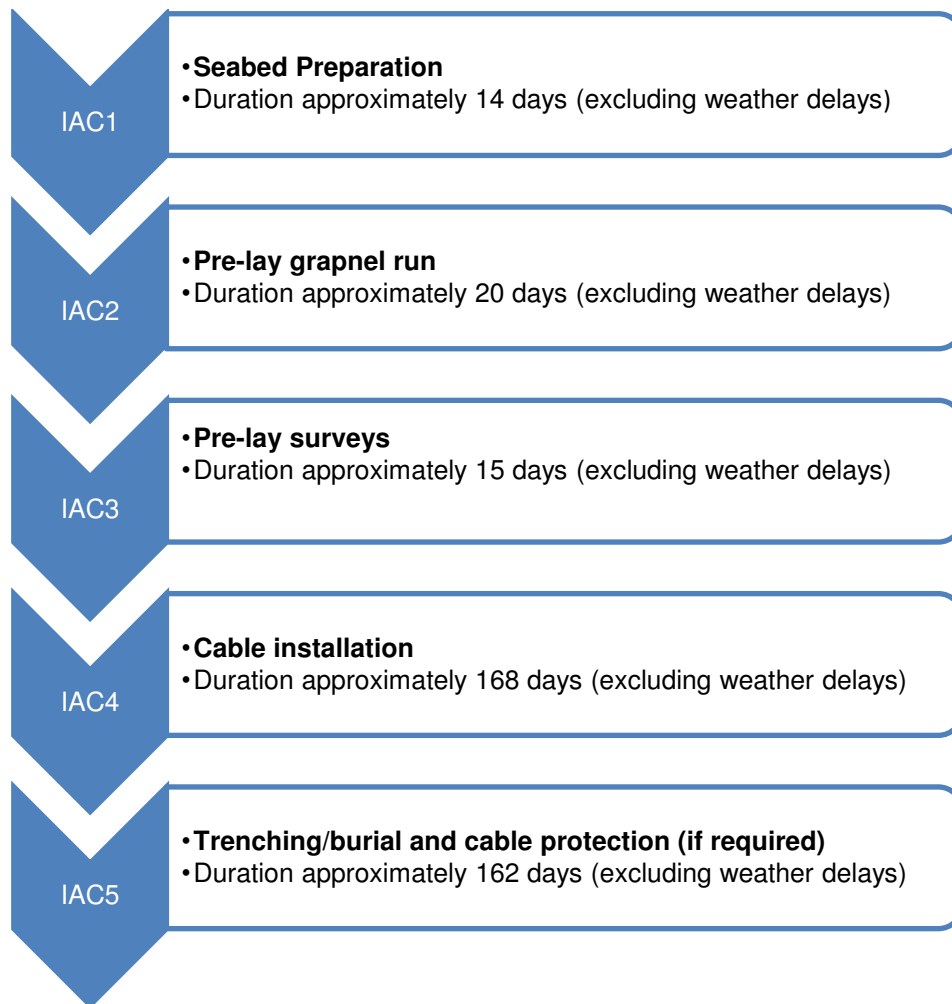 IAC1
•Seabed Preparation
•Duration approximately 14 days (excluding weather delays)
IAC2
•Pre-lay grapnel run
•Duration approximately 20 days (excluding weather delays)
IAC3
•Pre-lay surveys
•Duration approximately 15 days (excluding weather delays)
IAC4
•Cable installation
•Duration approximately 168 days (excluding weather delays)
IAC5
•Trenching/burial and cable protection (if required)
•Duration approximately 162 days (excluding weather delays)